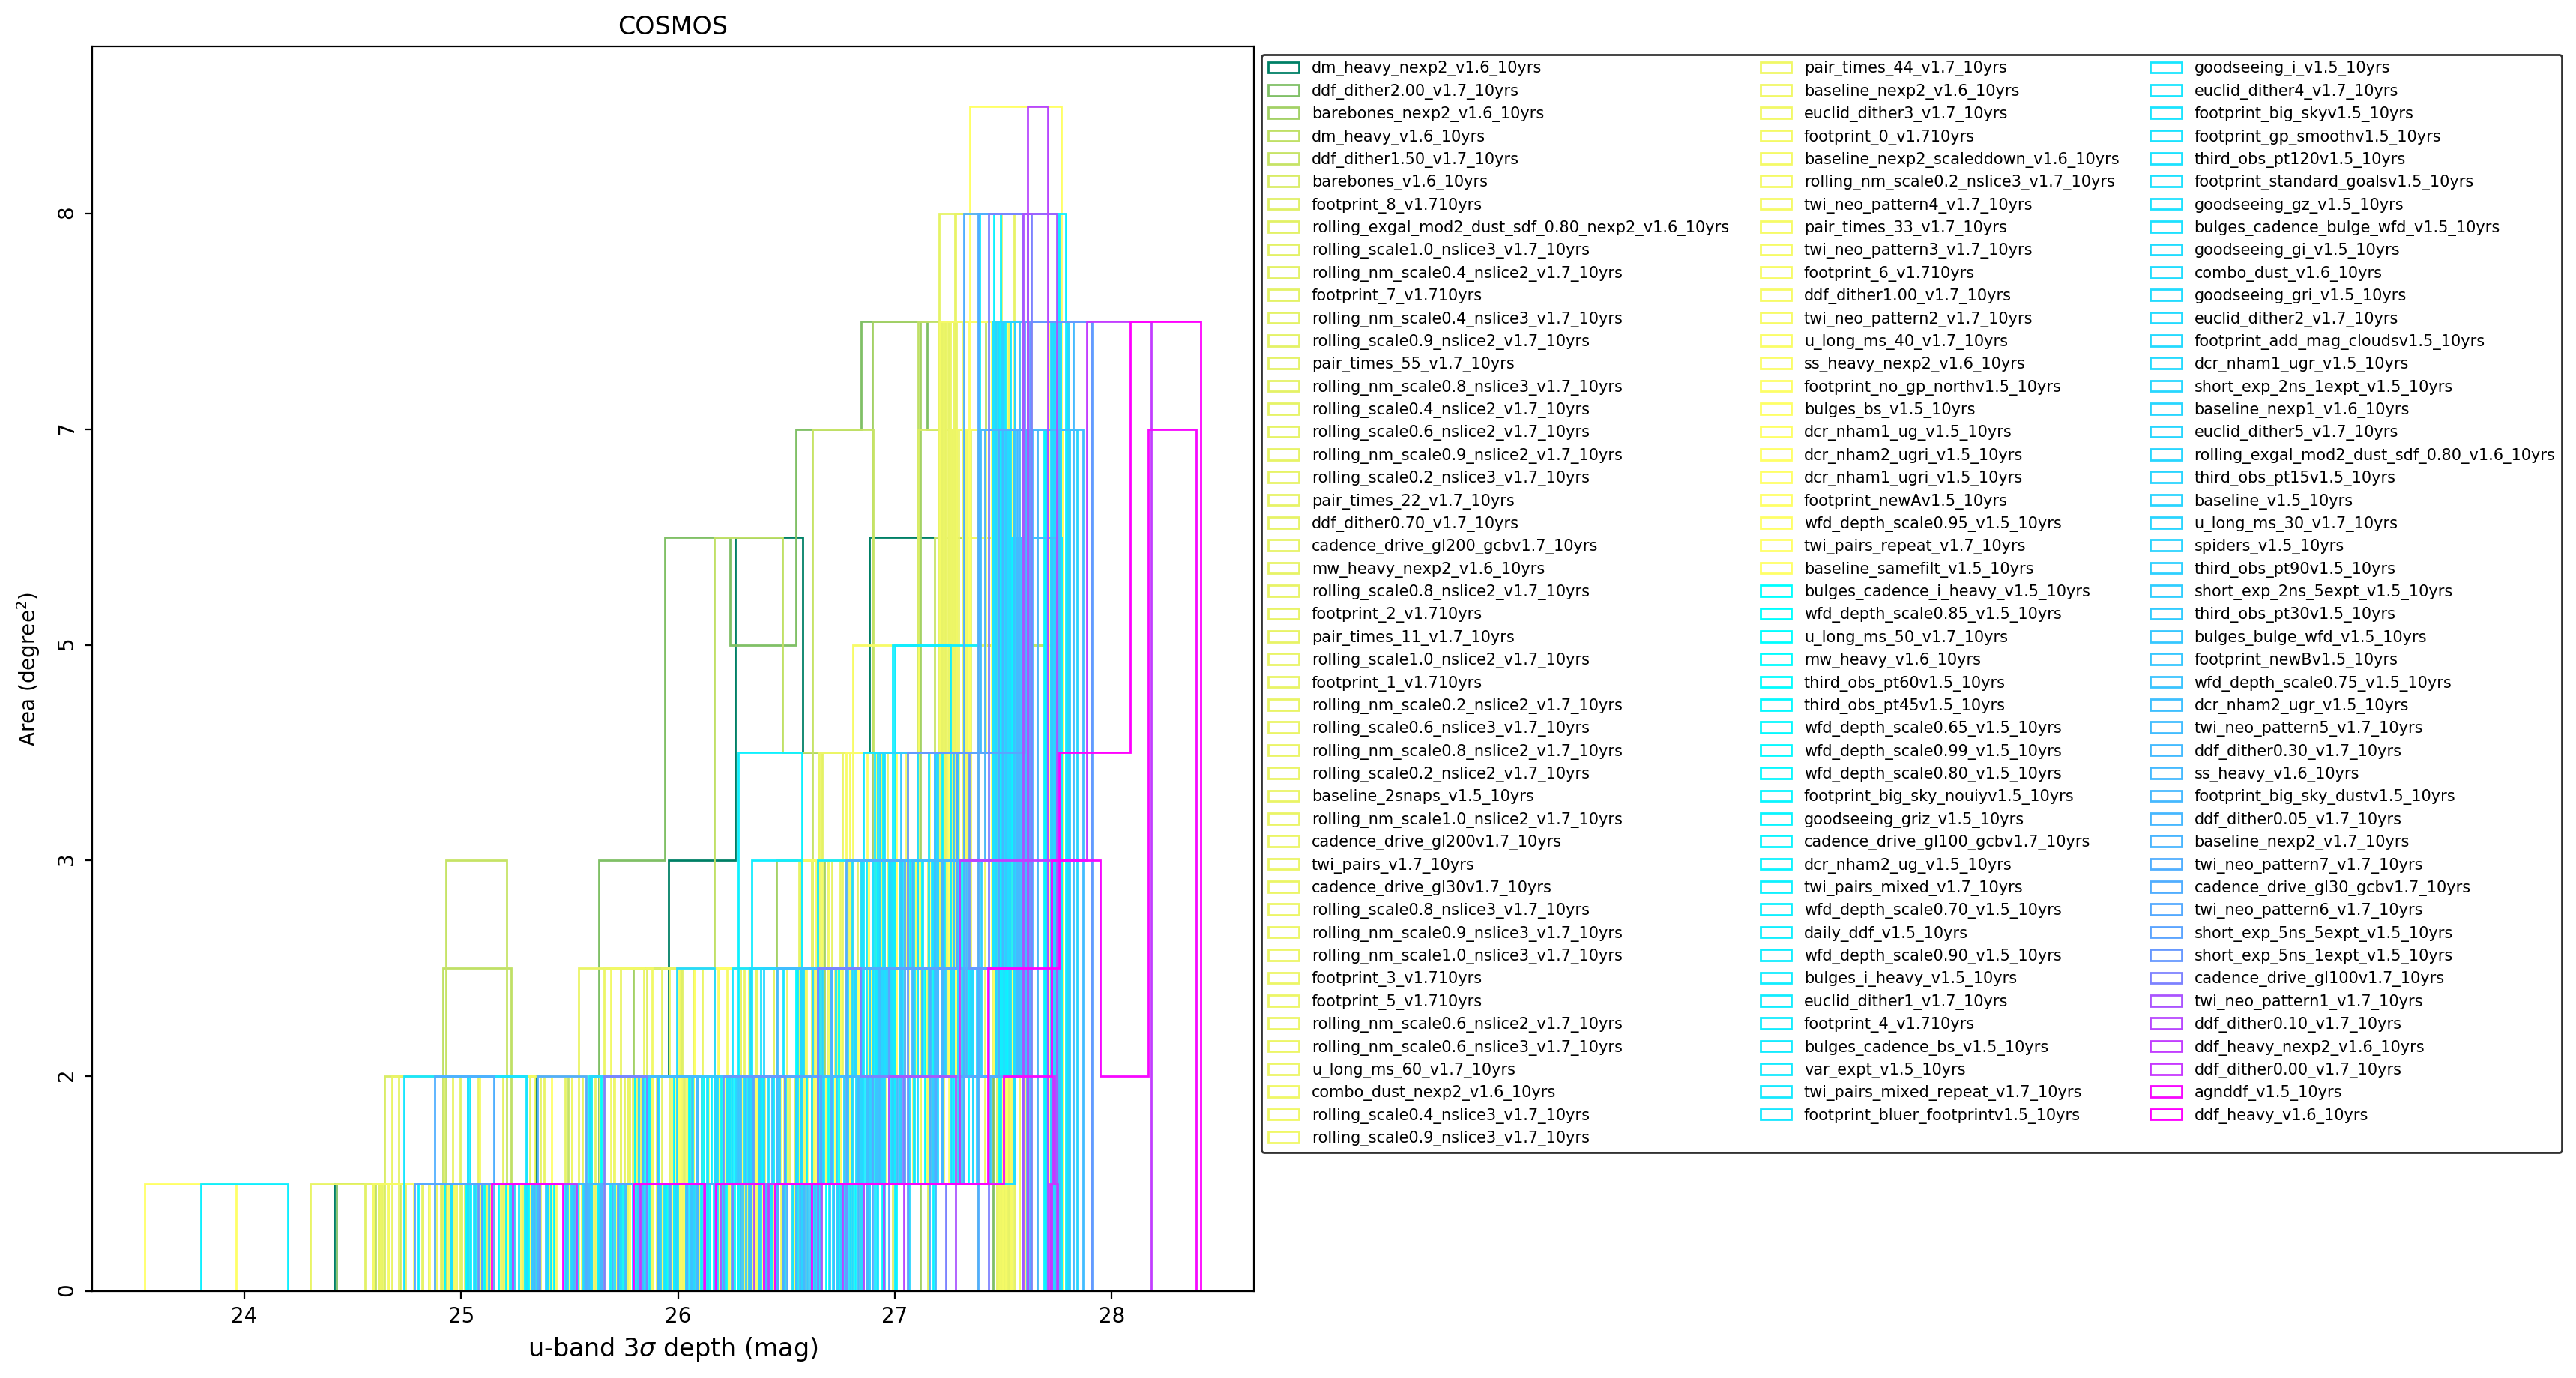 COSMOS
Area (degree²)
8
7
5
3
2
0
24 25 26 27 28
u-band 3σ depth (mag)
dm_heavy_nexp2_v1.6_10yrs
ddf_dither2.00_v1.7_10yrs
barebones_nexp2_v1.6_10yrs
dm_heavy_v1.6_10yrs
ddf_dither1.50_v1.7_10yrs
barebones_v1.6_10yrs
footprint_8_v1.710yrs
rolling_exgal_mod2_dust_sdf_0.80_nexp2_v1.6_10yrs
rolling_scale1.0_nslice3_v1.7_10yrs
rolling_nm_scale0.4_nslice2_v1.7_10yrs
footprint_7_v1.710yrs
rolling_nm_scale0.4_nslice3_v1.7_10yrs
rolling_scale0.9_nslice2_v1.7_10yrs
pair_times_55_v1.7_10yrs
rolling_nm_scale0.8_nslice3_v1.7_10yrs
rolling_scale0.4_nslice2_v1.7_10yrs
rolling_scale0.6_nslice2_v1.7_10yrs
rolling_nm_scale0.9_nslice2_v1.7_10yrs
rolling_scale0.2_nslice3_v1.7_10yrs
pair_times_22_v1.7_10yrs
ddf_dither0.70_v1.7_10yrs
cadence_drive_gl200_gcbv1.7_10yrs
mw_heavy_nexp2_v1.6_10yrs
rolling_scale0.8_nslice2_v1.7_10yrs
footprint_2_v1.710yrs
pair_times_11_v1.7_10yrs
rolling_scale1.0_nslice2_v1.7_10yrs
footprint_1_v1.710yrs
rolling_nm_scale0.2_nslice2_v1.7_10yrs
rolling_scale0.6_nslice3_v1.7_10yrs
rolling_nm_scale0.8_nslice2_v1.7_10yrs
rolling_scale0.2_nslice2_v1.7_10yrs
baseline_2snaps_v1.5_10yrs
rolling_nm_scale1.0_nslice2_v1.7_10yrs
cadence_drive_gl200v1.7_10yrs
twi_pairs_v1.7_10yrs
cadence_drive_gl30v1.7_10yrs
rolling_scale0.8_nslice3_v1.7_10yrs
rolling_nm_scale0.9_nslice3_v1.7_10yrs
rolling_nm_scale1.0_nslice3_v1.7_10yrs
footprint_3_v1.710yrs
footprint_5_v1.710yrs
rolling_nm_scale0.6_nslice2_v1.7_10yrs
rolling_nm_scale0.6_nslice3_v1.7_10yrs
u_long_ms_60_v1.7_10yrs
combo_dust_nexp2_v1.6_10yrs
rolling_scale0.4_nslice3_v1.7_10yrs
rolling_scale0.9_nslice3_v1.7_10yrs
pair_times_44_v1.7_10yrs
baseline_nexp2_v1.6_10yrs
euclid_dither3_v1.7_10yrs
footprint_0_v1.710yrs
baseline_nexp2_scaleddown_v1.6_10yrs
rolling_nm_scale0.2_nslice3_v1.7_10yrs
twi_neo_pattern4_v1.7_10yrs
pair_times_33_v1.7_10yrs
twi_neo_pattern3_v1.7_10yrs
footprint_6_v1.710yrs
ddf_dither1.00_v1.7_10yrs
twi_neo_pattern2_v1.7_10yrs
u_long_ms_40_v1.7_10yrs
ss_heavy_nexp2_v1.6_10yrs
footprint_no_gp_northv1.5_10yrs
bulges_bs_v1.5_10yrs
dcr_nham1_ug_v1.5_10yrs
dcr_nham2_ugri_v1.5_10yrs
dcr_nham1_ugri_v1.5_10yrs
footprint_newAv1.5_10yrs
wfd_depth_scale0.95_v1.5_10yrs
twi_pairs_repeat_v1.7_10yrs
baseline_samefilt_v1.5_10yrs
bulges_cadence_i_heavy_v1.5_10yrs
wfd_depth_scale0.85_v1.5_10yrs
u_long_ms_50_v1.7_10yrs
mw_heavy_v1.6_10yrs
third_obs_pt60v1.5_10yrs
third_obs_pt45v1.5_10yrs
wfd_depth_scale0.65_v1.5_10yrs
wfd_depth_scale0.99_v1.5_10yrs
wfd_depth_scale0.80_v1.5_10yrs
footprint_big_sky_nouiyv1.5_10yrs
goodseeing_griz_v1.5_10yrs
cadence_drive_gl100_gcbv1.7_10yrs
dcr_nham2_ug_v1.5_10yrs
twi_pairs_mixed_v1.7_10yrs
wfd_depth_scale0.70_v1.5_10yrs
daily_ddf_v1.5_10yrs
wfd_depth_scale0.90_v1.5_10yrs
bulges_i_heavy_v1.5_10yrs
euclid_dither1_v1.7_10yrs
footprint_4_v1.710yrs
bulges_cadence_bs_v1.5_10yrs
var_expt_v1.5_10yrs
twi_pairs_mixed_repeat_v1.7_10yrs
footprint_bluer_footprintv1.5_10yrs
goodseeing_i_v1.5_10yrs
euclid_dither4_v1.7_10yrs
footprint_big_skyv1.5_10yrs
footprint_gp_smoothv1.5_10yrs
third_obs_pt120v1.5_10yrs
footprint_standard_goalsv1.5_10yrs
goodseeing_gz_v1.5_10yrs
bulges_cadence_bulge_wfd_v1.5_10yrs
goodseeing_gi_v1.5_10yrs
combo_dust_v1.6_10yrs
goodseeing_gri_v1.5_10yrs
euclid_dither2_v1.7_10yrs
footprint_add_mag_cloudsv1.5_10yrs
dcr_nham1_ugr_v1.5_10yrs
short_exp_2ns_1expt_v1.5_10yrs
baseline_nexp1_v1.6_10yrs
euclid_dither5_v1.7_10yrs
rolling_exgal_mod2_dust_sdf_0.80_v1.6_10yrs
third_obs_pt15v1.5_10yrs
baseline_v1.5_10yrs
u_long_ms_30_v1.7_10yrs
spiders_v1.5_10yrs
third_obs_pt90v1.5_10yrs
short_exp_2ns_5expt_v1.5_10yrs
third_obs_pt30v1.5_10yrs
bulges_bulge_wfd_v1.5_10yrs
footprint_newBv1.5_10yrs
wfd_depth_scale0.75_v1.5_10yrs
dcr_nham2_ugr_v1.5_10yrs
twi_neo_pattern5_v1.7_10yrs
ddf_dither0.30_v1.7_10yrs
ss_heavy_v1.6_10yrs
footprint_big_sky_dustv1.5_10yrs
ddf_dither0.05_v1.7_10yrs
baseline_nexp2_v1.7_10yrs
twi_neo_pattern7_v1.7_10yrs
cadence_drive_gl30_gcbv1.7_10yrs
twi_neo_pattern6_v1.7_10yrs
short_exp_5ns_5expt_v1.5_10yrs
short_exp_5ns_1expt_v1.5_10yrs
cadence_drive_gl100v1.7_10yrs
twi_neo_pattern1_v1.7_10yrs
ddf_dither0.10_v1.7_10yrs
ddf_heavy_nexp2_v1.6_10yrs
ddf_dither0.00_v1.7_10yrs
agnddf_v1.5_10yrs
ddf_heavy_v1.6_10yrs